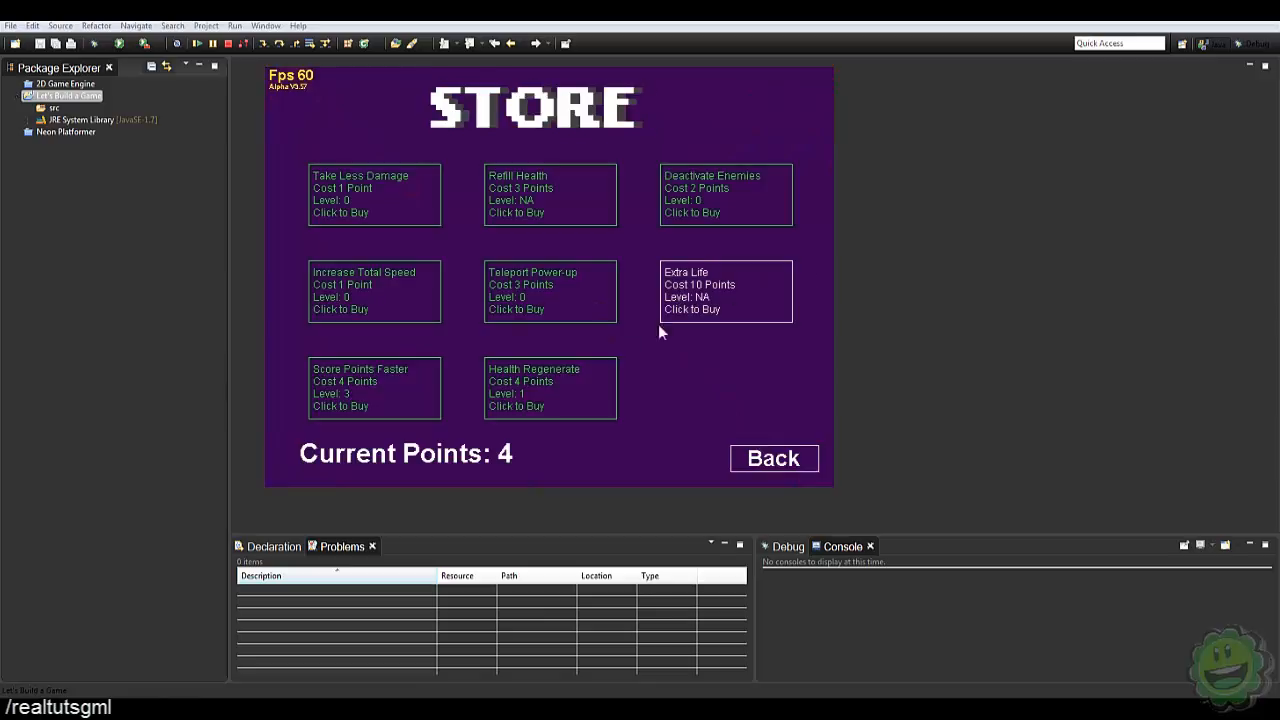 File Edit Source Refactor Navigate Search Project Run Window Help
Quick Access
Java
Debug
Package Explorer
2D Game Engine
Let's Build a Game
src
JRE System Library [JavaSE-1.7]
Neon Platformer
Fps 60
Alpha V3.57
STORE
Take Less Damage
Cost 1 Point
Level: 0
Click to Buy
Refill Health
Cost 3 Points
Level: NA
Click to Buy
Deactivate Enemies
Cost 2 Points
Level: 0
Click to Buy
Increase Total Speed
Cost 1 Point
Level: 0
Click to Buy
Teleport Power-up
Cost 3 Points
Level: 0
Click to Buy
Extra Life
Cost 10 Points
Level: NA
Click to Buy
Score Points Faster
Cost 4 Points
Level: 3
Click to Buy
Health Regenerate
Cost 4 Points
Level: 1
Click to Buy
Current Points: 4
Back
Declaration Problems
0 items
Description Resource Path Location Type
Debug Console
No consoles to display at this time.
Let's Build a Game
/realtutsgml